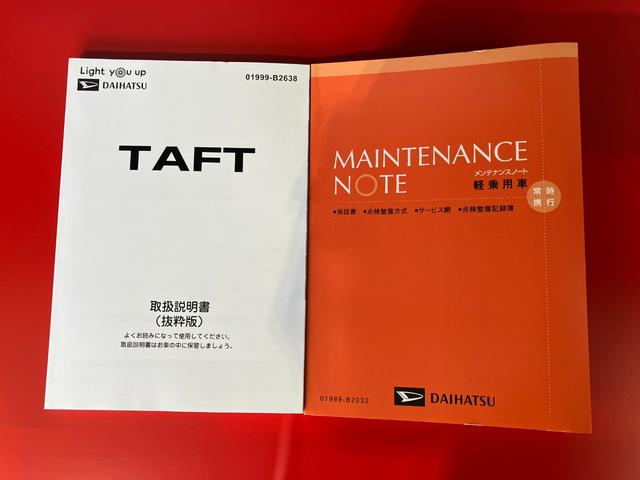 Light you up
DAIHATSU
01999-B2638
TAFT
取扱説明書
(抜粋版)
よくお読みになって使用してください。
取扱説明書はお車の中に保管しましょう。
MAINTENANCE
NOTE
メンテナンスノート
軽乗用車
常時
携行
●保証書 ●点検整備方式 ●サービス網 ●点検整備記録簿
01989-B2032
DAIHATSU